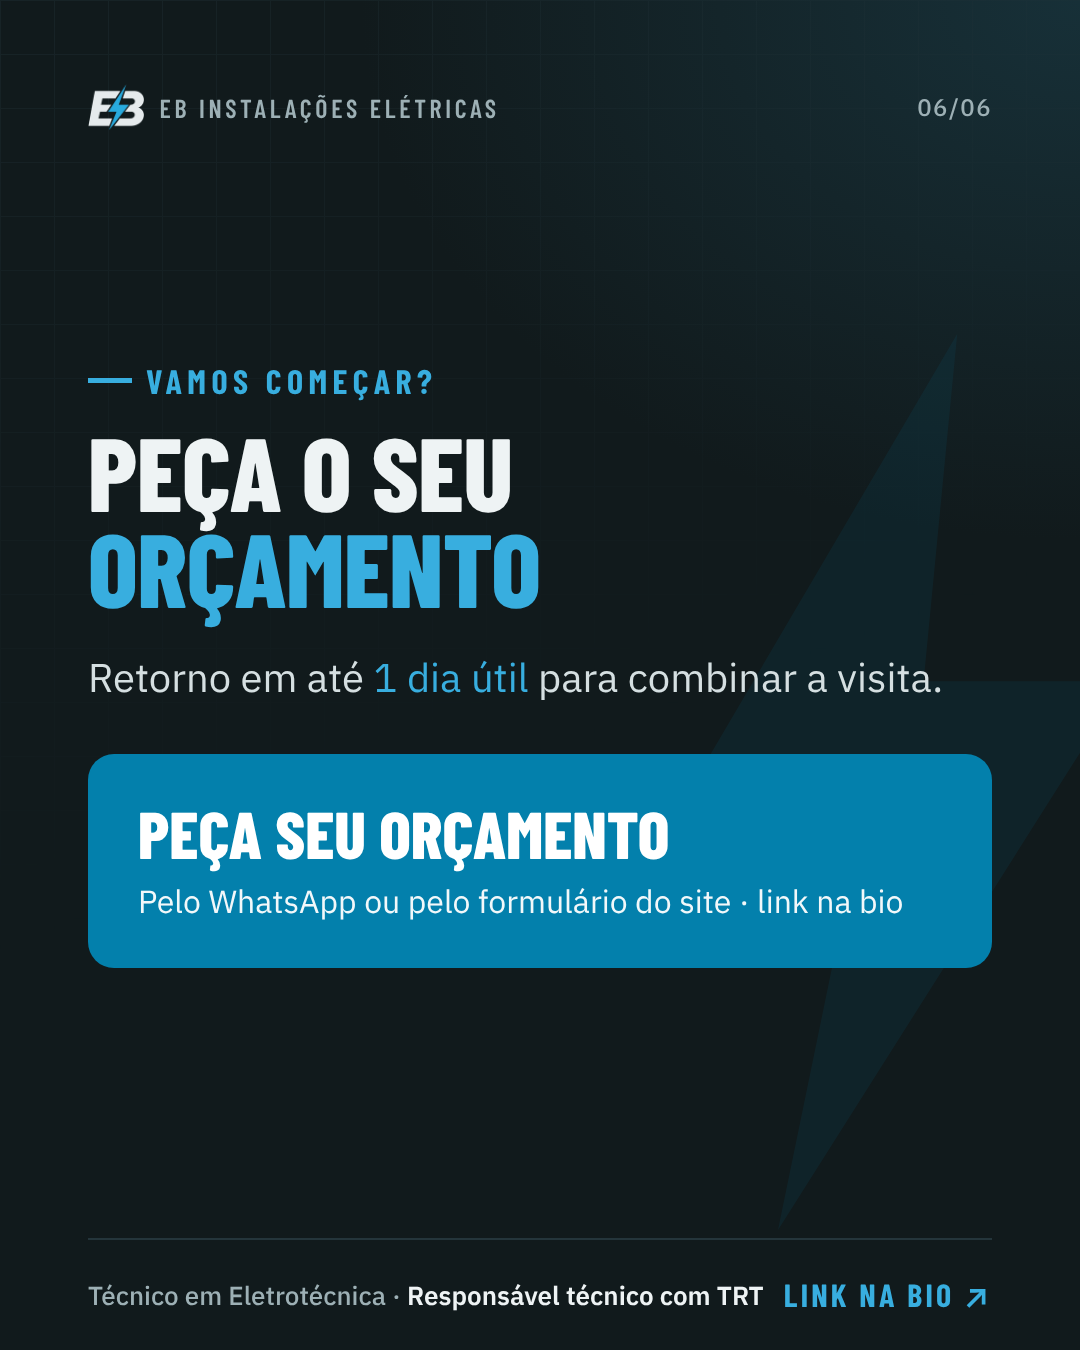 EB INSTALAÇÕES ELÉTRICAS
06/06
VAMOS COMEÇAR?
PEÇA O SEU
ORÇAMENTO
Retorno em até 1 dia útil para combinar a visita.
PEÇA SEU ORÇAMENTO
Pelo WhatsApp ou pelo formulário do site · link na bio
Técnico em Eletrotécnica · Responsável técnico com TRT
LINK NA BIO ↗